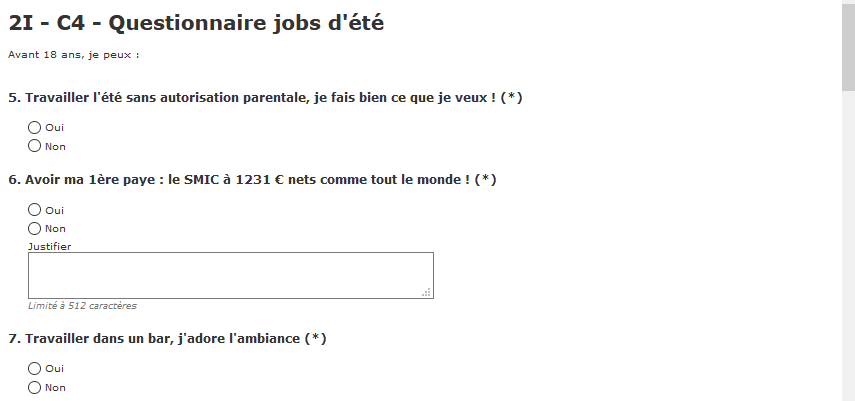 2I - C4 - Questionnaire jobs d'été
Avant 18 ans, je peux :
5. Travailler l'été sans autorisation parentale, je fais bien ce que je veux ! (*)
Oui
Non
6. Avoir ma 1ère paye : le SMIC à 1231 € nets comme tout le monde ! (*)
Oui
Non
Justifier
Limité à 512 caractères
7. Travailler dans un bar, j'adore l'ambiance (*)
Oui
Non